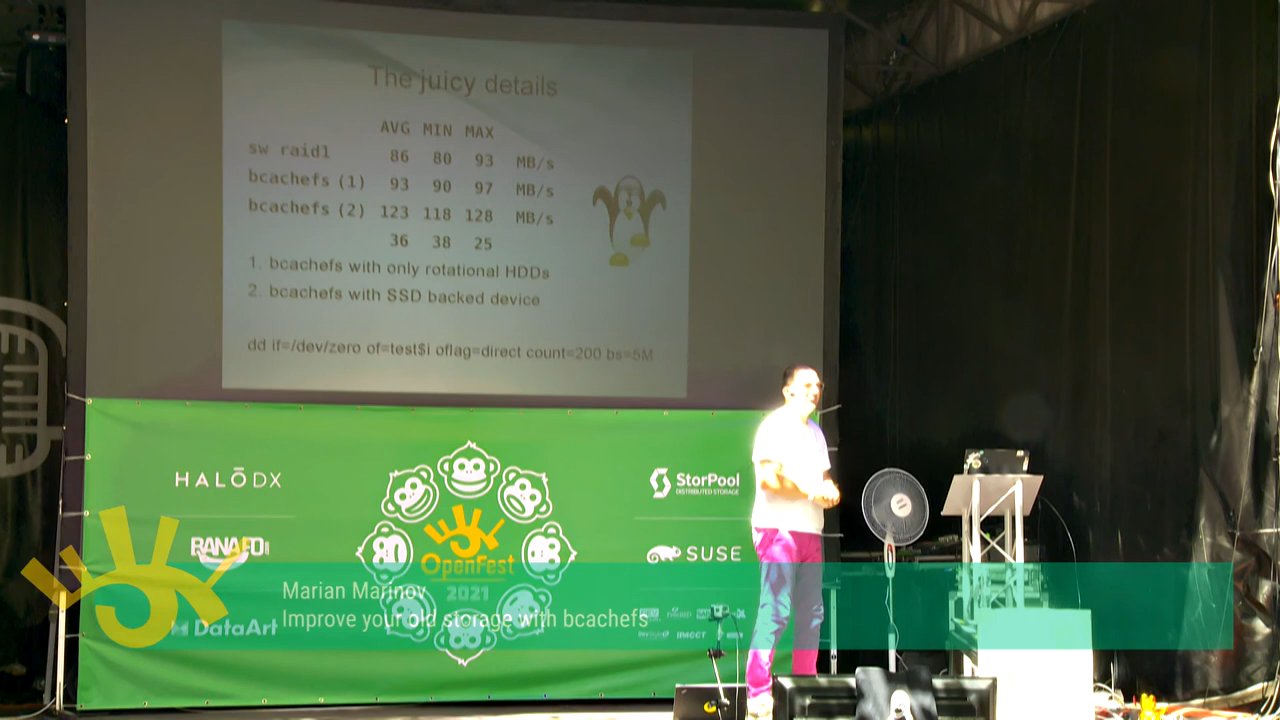 The juicy details
AVG MIN MAX
sw raid1 86 80 93 MB/s
bcachefs (1) 93 90 97 MB/s
bcachefs (2) 123 118 128 MB/s
36 38 25
1. bcachefs with only rotational HDDs
2. bcachefs with SSD backed device
dd if=/dev/zero of=test$i oflag=direct count=200 bs=5M
HALŌDX
StorPool
DISTRIBUTED STORAGE
SUSE
OpenFest
2021
DataArt
Marian Marinov
Improve your old storage with bcachefs